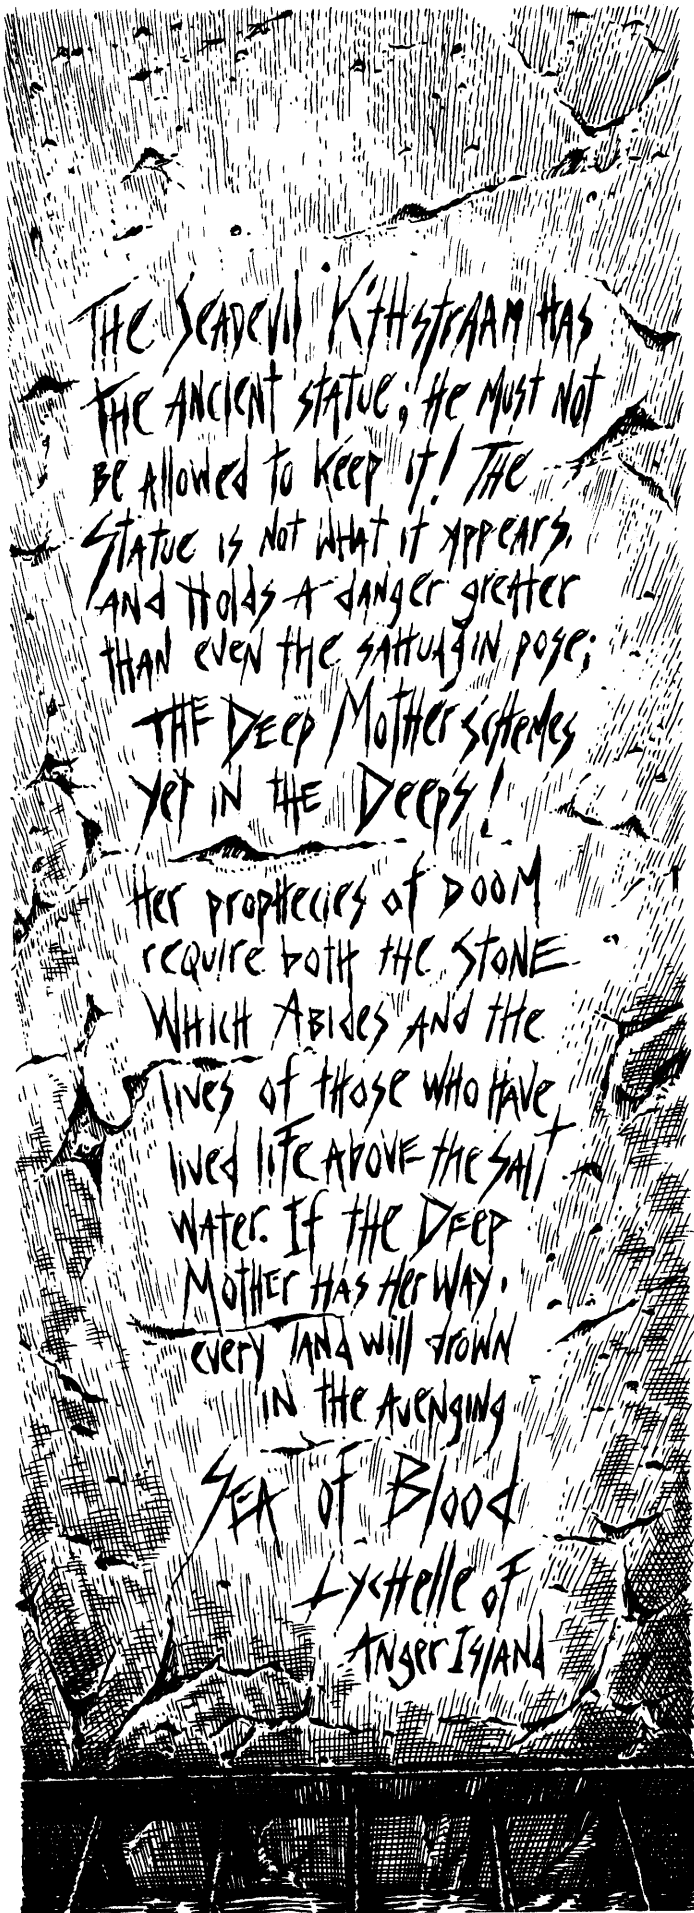 The Seadevil Kithstraam has
the ancient statue; he must not
be allowed to keep it! The
Statue is not what it appears,
and Holds A danger greater
than even the sahuagin pose;
the Deep Mother schemes
yet in the Deeps!
Her prophecies of Doom
require both the Stone
Which Abides and the
lives of those who have
lived life above the Salt
Water. If the Deep
Mother has Her Way,
every land will drown
in the Avenging
Sea of Blood
Lychelle of
Anger Island